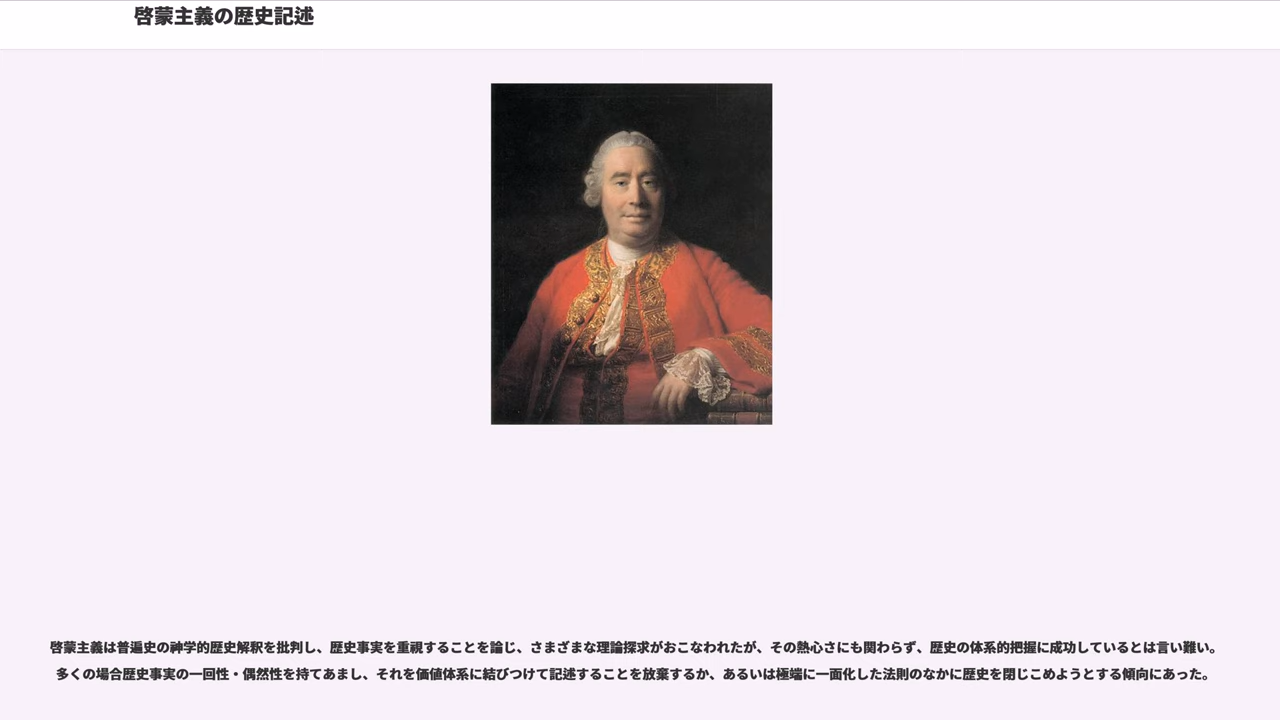 啓蒙主義の歴史記述
啓蒙主義は普遍史の神学的歴史解釈を批判し、歴史事実を重視することを論じ、さまざまな理論探求がおこなわれたが、その熱心さにも関わらず、歴史の体系的把握に成功しているとは言い難い。
多くの場合歴史事実の一回性・偶然性を持てあまし、それを価値体系に結びつけて記述することを放棄するか、あるいは極端に一面化した法則のなかに歴史を閉じこめようとする傾向にあった。